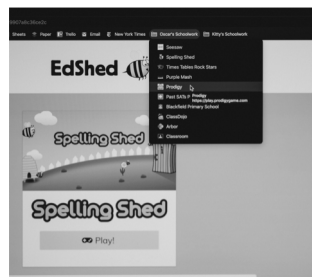 Sheets Paper Trello Email New York Times Oscar's Schoolwork Kitty's Schoolwork
Seesaw
Spelling Shed
Times Tables Rock Stars
Purple Mash
Prodigy
Past SATs P
Prodigy
https://play.prodigygame.com
Blackfield Primary School
ClassDojo
Arbor
Classroom
EdShed
Spelling Shed
Spelling Shed
Play!